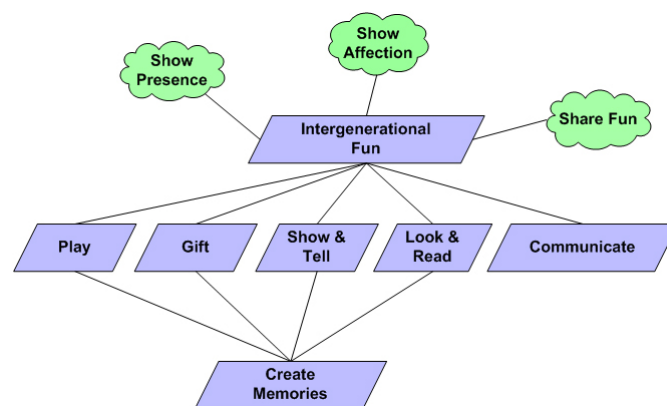 Show
Affection
Show
Presence
Share Fun
Intergenerational
Fun
Play
Gift
Show &
Tell
Look &
Read
Communicate
Create
Memories